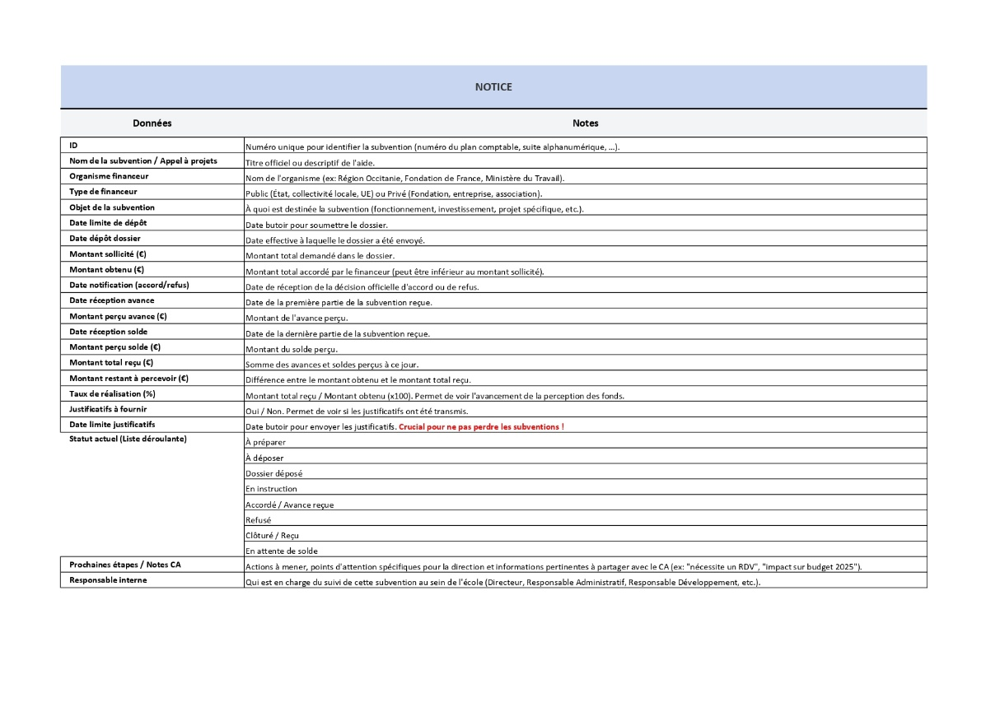 NOTICE
Données Notes
ID Numéro unique pour identifier la subvention (numéro du plan comptable, suite alphanumérique, ...).
Nom de la subvention / Appel à projets Titre officiel ou descriptif de l'aide.
Organisme financeur Nom de l'organisme (ex: Région Occitanie, Fondation de France, Ministère du Travail).
Type de financeur Public (État, collectivité locale, UE) ou Privé (Fondation, entreprise, association).
Objet de la subvention À quoi est destinée la subvention (fonctionnement, investissement, projet spécifique, etc.).
Date limite de dépôt Date butoir pour soumettre le dossier.
Date dépôt dossier Date effective à laquelle le dossier a été envoyé.
Montant sollicité (€) Montant total demandé dans le dossier.
Montant obtenu (€) Montant total accordé par le financeur (peut être inférieur au montant sollicité).
Date notification (accord/refus) Date de réception de la décision officielle d'accord ou de refus.
Date réception avance Date de la première partie de la subvention reçue.
Montant perçu avance (€) Montant de l'avance perçu.
Date réception solde Date de la dernière partie de la subvention reçue.
Montant perçu solde (€) Montant du solde perçu.
Montant total reçu (€) Somme des avances et soldes perçus à ce jour.
Montant restant à percevoir (€) Différence entre le montant obtenu et le montant total reçu.
Taux de réalisation (%) Montant total reçu / Montant obtenu (x100). Permet de voir l'avancement de la perception des fonds.
Justificatifs à fournir Oui / Non. Permet de voir si les justificatifs ont été transmis.
Date limite justificatifs Date butoir pour envoyer les justificatifs. Crucial pour ne pas perdre les subventions !
Statut actuel (Liste déroulante) À préparer
À déposer
Dossier déposé
En instruction
Accordé / Avance reçue
Refusé
Clôturé / Reçu
En attente de solde
Prochaines étapes / Notes CA Actions à mener, points d'attention spécifiques pour la direction et informations pertinentes à partager avec le CA (ex: "nécessite un RDV", "Impact sur budget 2025").
Responsable interne Qui est en charge du suivi de cette subvention au sein de l'école (Directeur, Responsable Administratif, Responsable Développement, etc.).